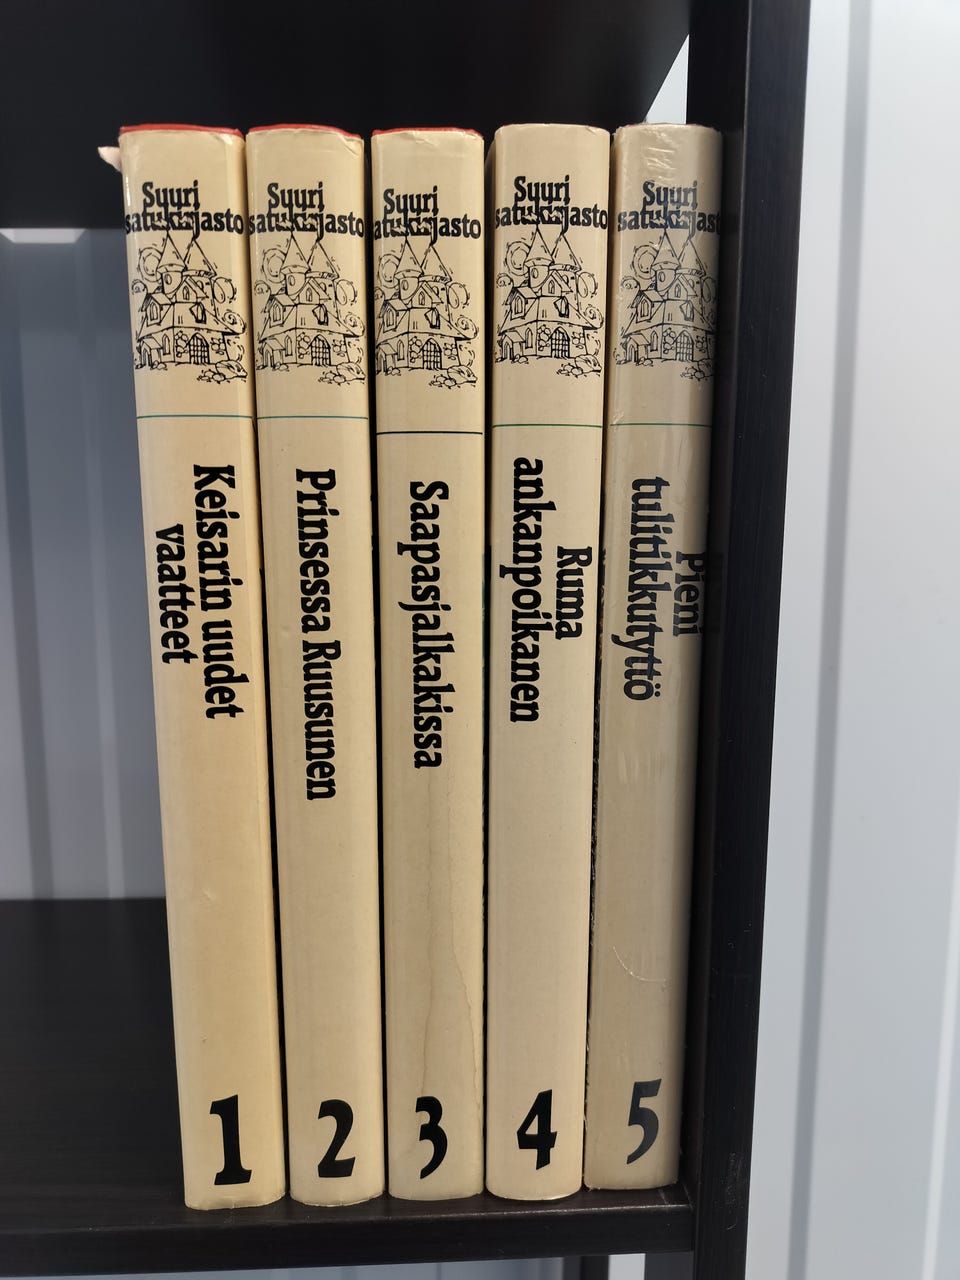 Suuri
satukirjasto
Keisarin uudet
vaatteet
1
Suuri
satukirjasto
Prinsessa Ruusunen
2
Suuri
satukirjasto
Saapasjalkakissa
3
Suuri
satukirjasto
Ruma
ankanpoikanen
4
Suuri
satukirjasto
Pieni
tulitikkutyttö
5